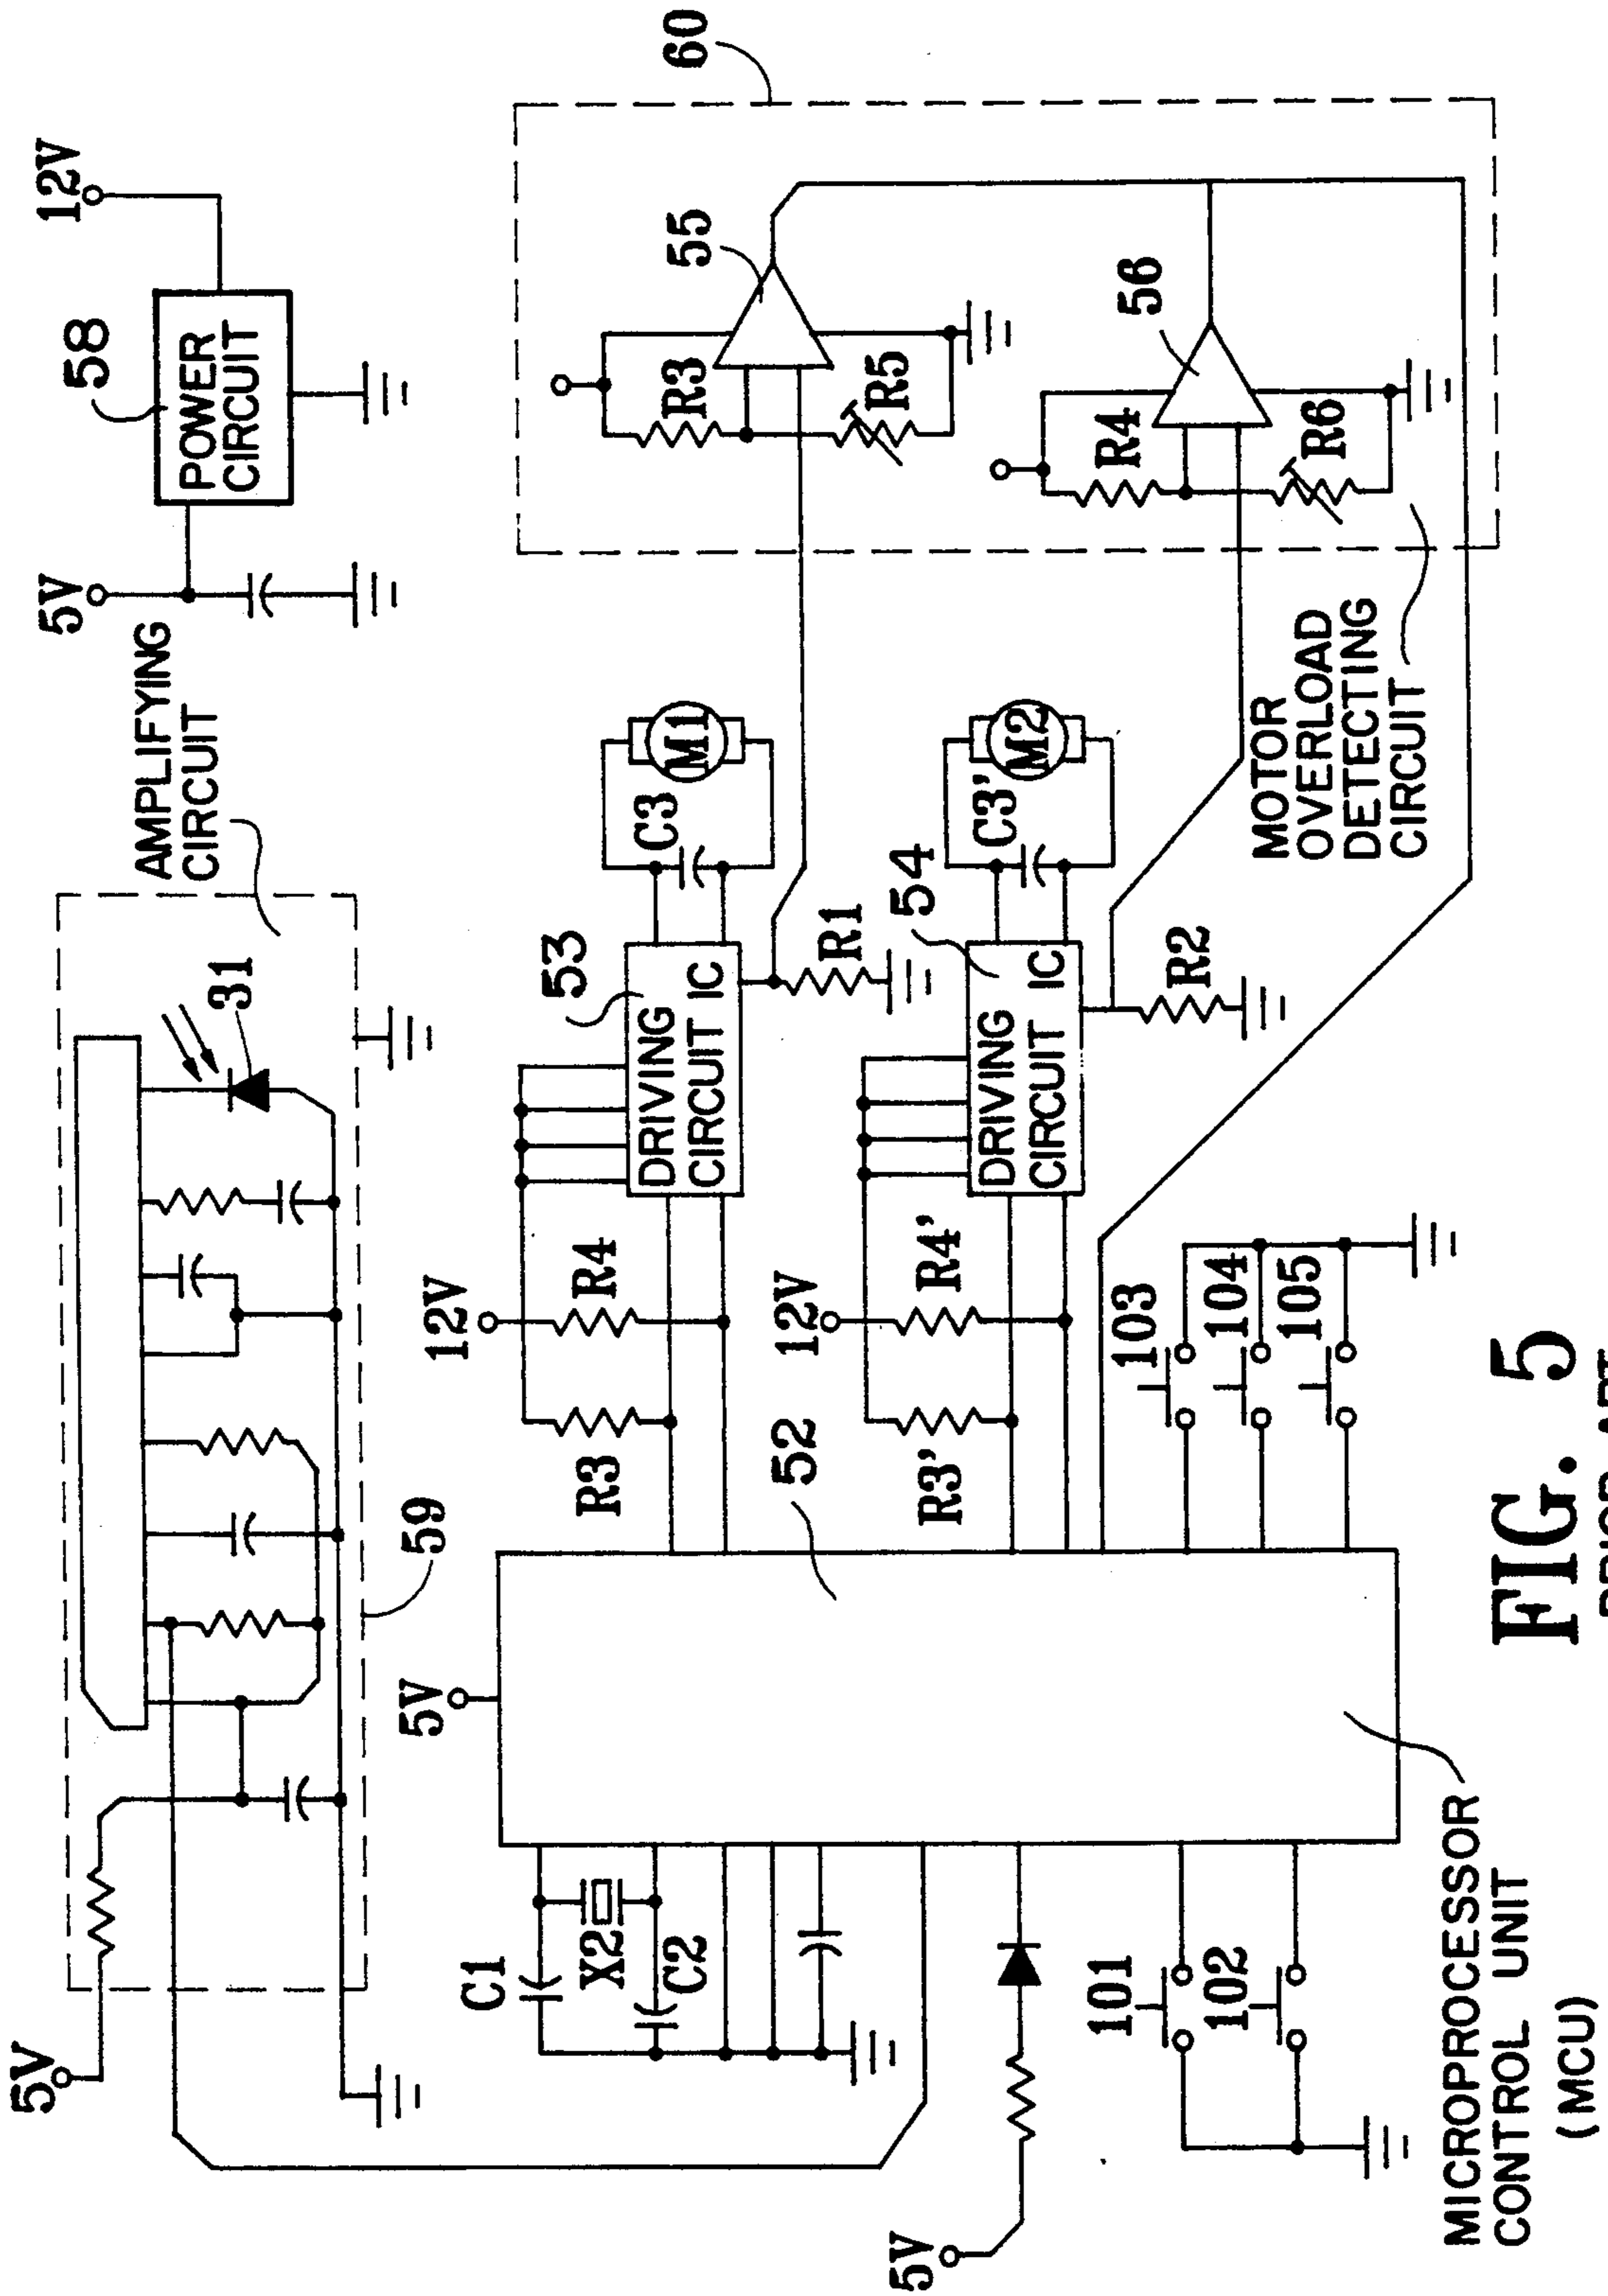 5V
AMPLIFYING
CIRCUIT
31
59
5V
58
POWER
CIRCUIT
12V
5V
C1
X2
C2
5V
101
102
52
MICROPROCESSOR
CONTROL UNIT
(MCU)
12V
R3
R4
53
DRIVING
CIRCUIT IC
C3
M1
R1
12V
R3'
R4'
54
DRIVING
CIRCUIT IC
C3'
M2
R2
103
104
105
60
55
R3
R5
56
R4
R6
MOTOR
OVERLOAD
DETECTING
CIRCUIT
FIG. 5
PRIOR ART